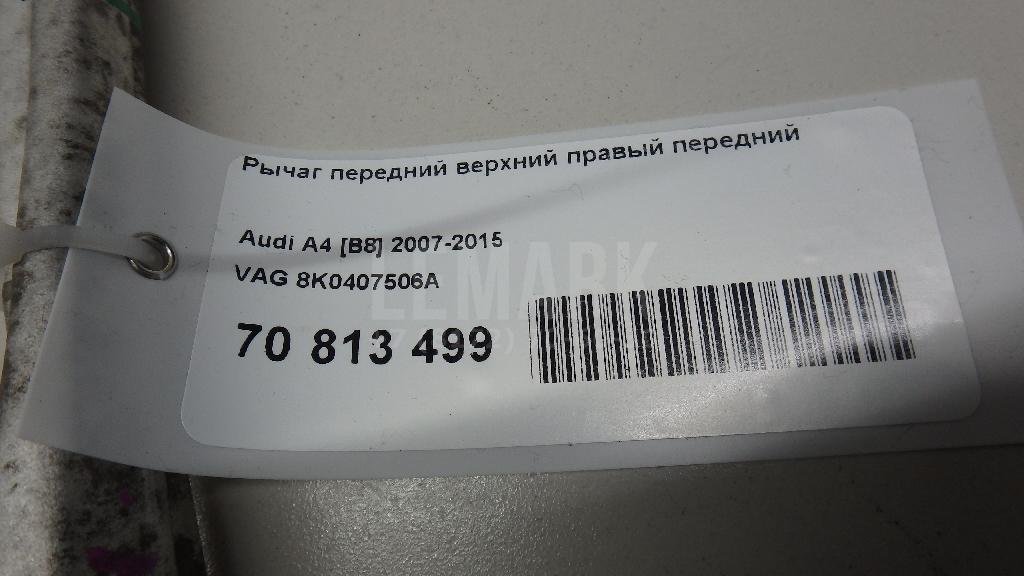 Рычаг передний верхний правый передний
Audi A4 [B8] 2007-2015
VAG 8K0407506A
70 813 499